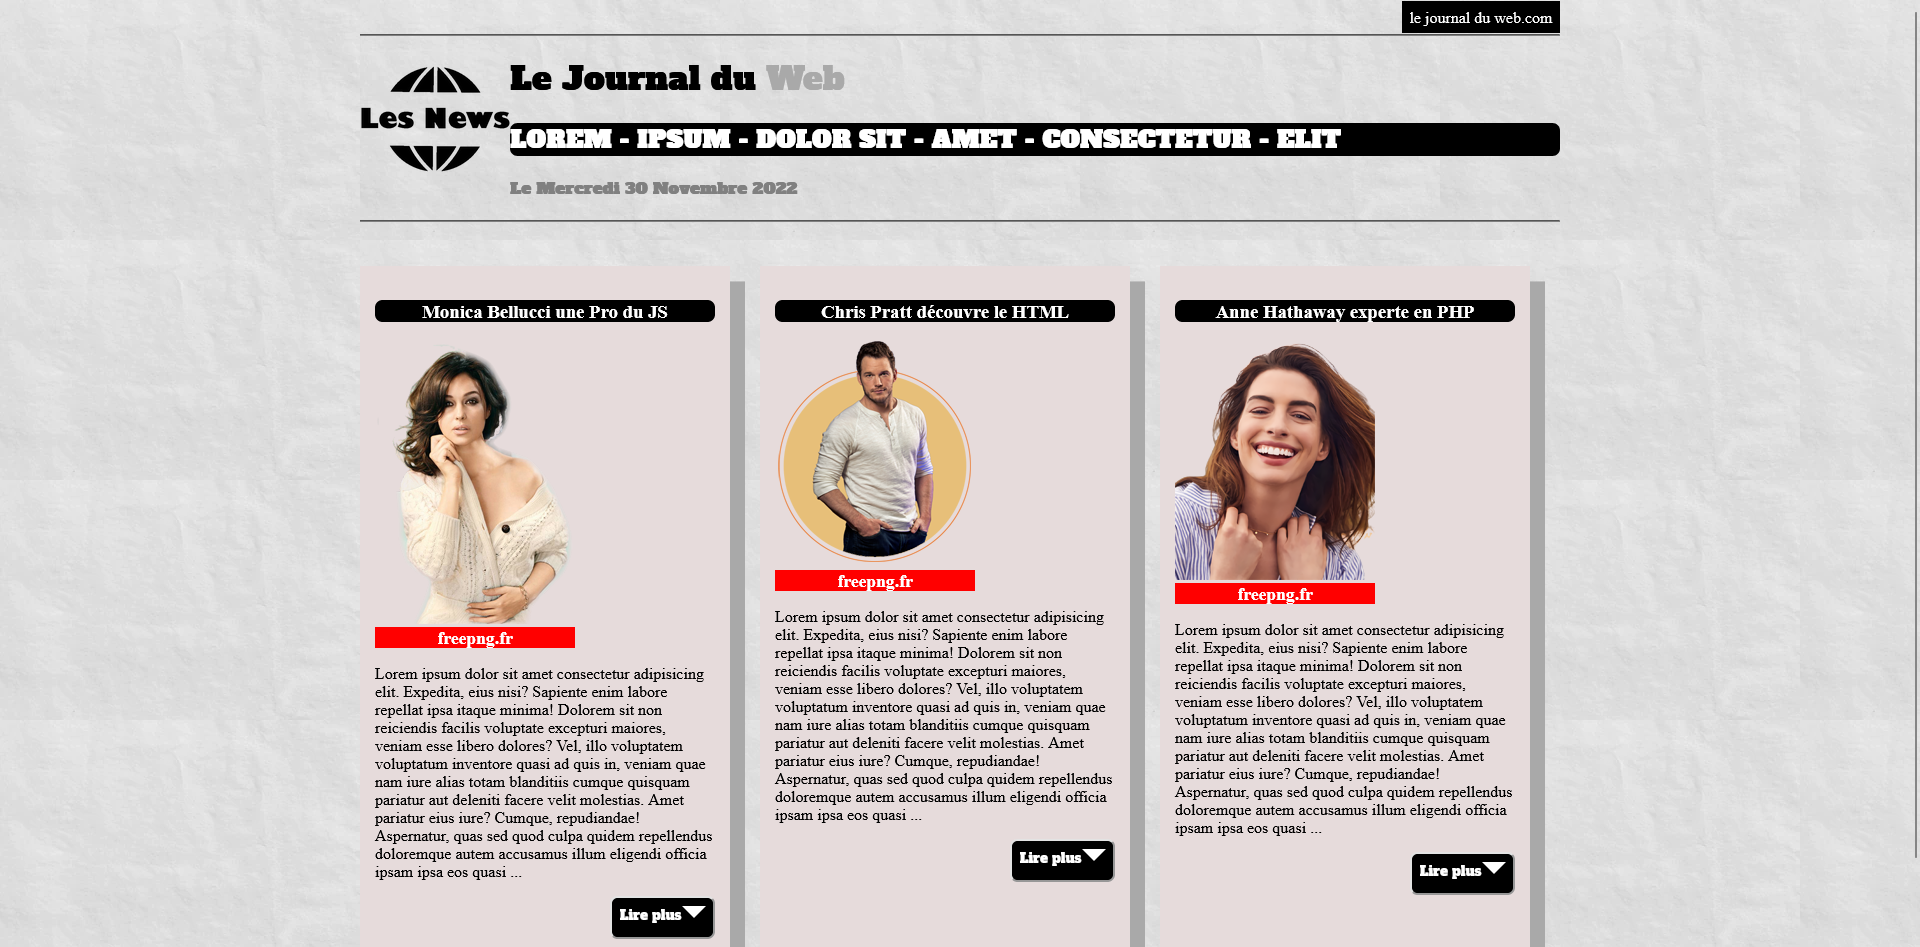 le journal du web.com
Les News
Le Journal du Web
LOREM - IPSUM - DOLOR SIT - AMET - CONSECTETUR - ELIT
Le Mercredi 30 Novembre 2022
Monica Bellucci une Pro du JS
freepng.fr
Lorem ipsum dolor sit amet consectetur adipisicing
elit. Expedita, eius nisi? Sapiente enim labore
repellat ipsa itaque minima! Dolorem sit non
reiciendis facilis voluptate excepturi maiores,
veniam esse libero dolores? Vel, illo voluptatem
voluptatum inventore quasi ad quis in, veniam quae
nam iure alias totam blanditiis cumque quisquam
pariatur aut deleniti facere velit molestias. Amet
pariatur eius iure? Cumque, repudiandae!
Aspernatur, quas sed quod culpa quidem repellendus
doloremque autem accusamus illum eligendi officia
ipsam ipsa eos quasi ...
Lire plus
Chris Pratt découvre le HTML
freepng.fr
Lorem ipsum dolor sit amet consectetur adipisicing
elit. Expedita, eius nisi? Sapiente enim labore
repellat ipsa itaque minima! Dolorem sit non
reiciendis facilis voluptate excepturi maiores,
veniam esse libero dolores? Vel, illo voluptatem
voluptatum inventore quasi ad quis in, veniam quae
nam iure alias totam blanditiis cumque quisquam
pariatur aut deleniti facere velit molestias. Amet
pariatur eius iure? Cumque, repudiandae!
Aspernatur, quas sed quod culpa quidem repellendus
doloremque autem accusamus illum eligendi officia
ipsam ipsa eos quasi ...
Lire plus
Anne Hathaway experte en PHP
freepng.fr
Lorem ipsum dolor sit amet consectetur adipisicing
elit. Expedita, eius nisi? Sapiente enim labore
repellat ipsa itaque minima! Dolorem sit non
reiciendis facilis voluptate excepturi maiores,
veniam esse libero dolores? Vel, illo voluptatem
voluptatum inventore quasi ad quis in, veniam quae
nam iure alias totam blanditiis cumque quisquam
pariatur aut deleniti facere velit molestias. Amet
pariatur eius iure? Cumque, repudiandae!
Aspernatur, quas sed quod culpa quidem repellendus
doloremque autem accusamus illum eligendi officia
ipsam ipsa eos quasi ...
Lire plus